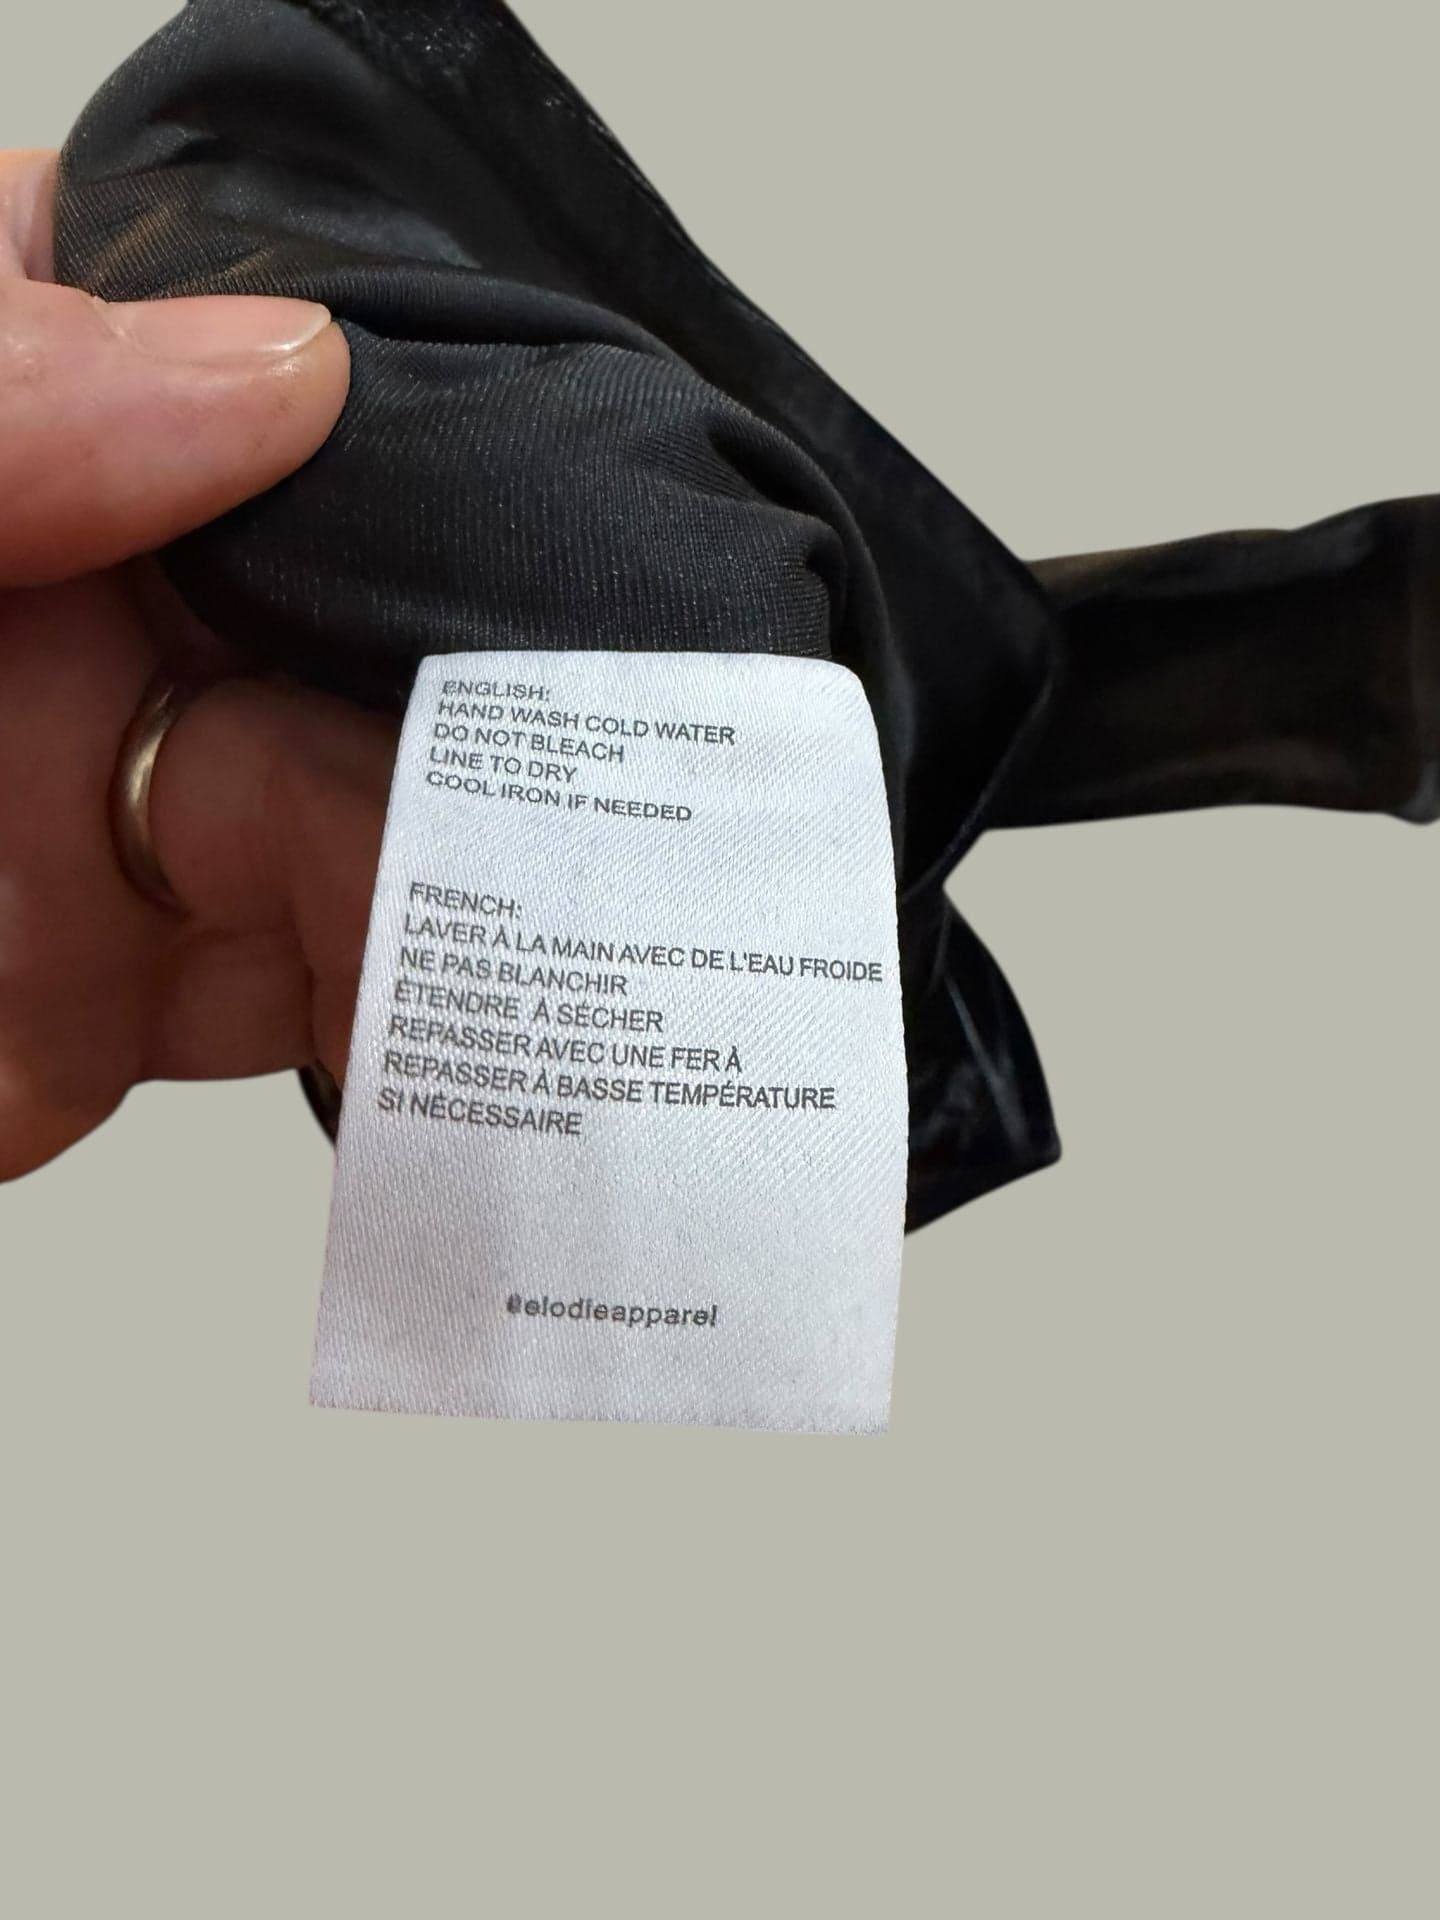 ENGLISH:
HAND WASH COLD WATER
DO NOT BLEACH
LINE TO DRY
COOL IRON IF NEEDED
FRENCH:
LAVER À LA MAIN AVEC DE L'EAU FROIDE
NE PAS BLANCHIR
ÉTENDRE À SÉCHER
REPASSER AVEC UNE FER À
REPASSER À BASSE TEMPÉRATURE
SI NÉCESSAIRE
#elodieapparel